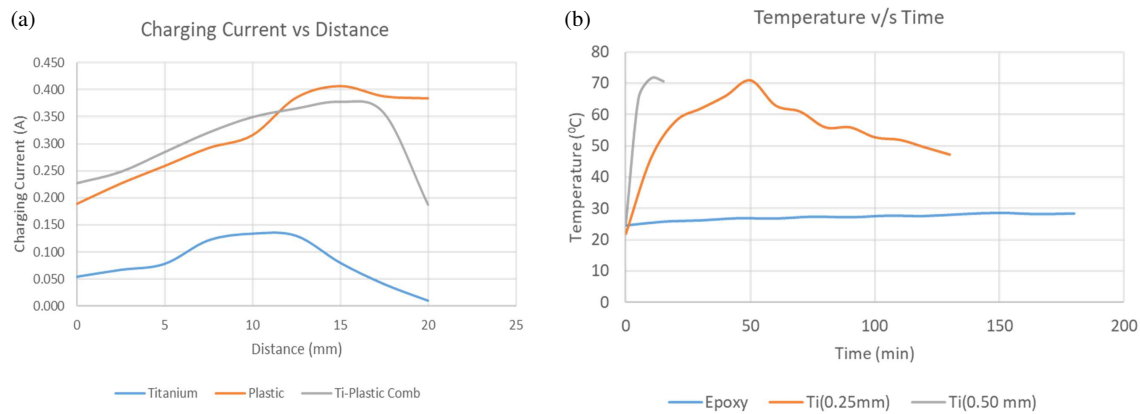 (a)
Charging Current vs Distance
Charging Current (A)
0.450
0.400
0.350
0.300
0.250
0.200
0.150
0.100
0.050
0.000
0 5 10 15 20 25
Distance (mm)
Titanium Plastic Ti-Plastic Comb
(b)
Temperature v/s Time
Temperature (⁰C)
80
70
60
50
40
30
20
10
0
0 50 100 150 200
Time (min)
Epoxy Ti(0.25mm) Ti(0.50 mm)